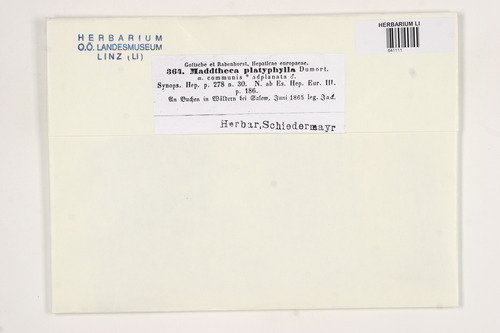 HERBARIUM
O.Ö. LANDESMUSEUM
LINZ (LI)
HERBARIUM LI
Gottsche et Rabenhorst, Hepaticae europaeae.
364. Maddtheca platyphylla Dumort.
α. communis * adplanata ♂.
Synops. Hep. p. 278 n. 30. N. ab Es. Hep. Eur. III.
p. 186.
An Buchen in Wäldern bei Salem, Juni 1865 leg. Jack.
Herbar, Schiedermayr